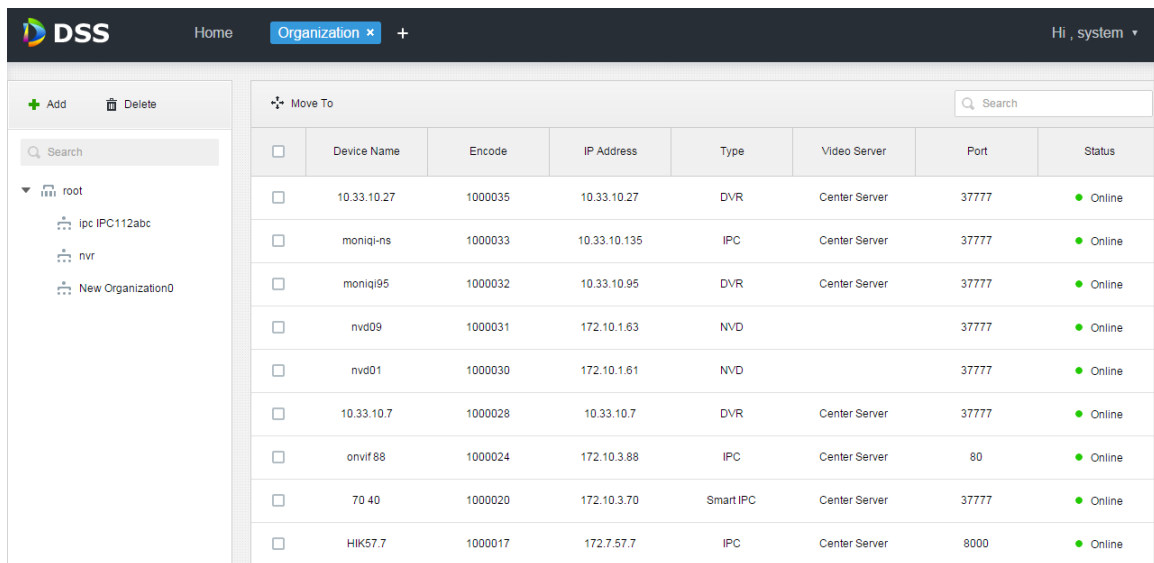 DSS Home Organization × + Hi , system ▼
Add Delete
Search
root
ipc IPC112abc
nvr
New Organization0
Move To Search
Device Name Encode IP Address Type Video Server Port Status
10.33.10.27 1000035 10.33.10.27 DVR Center Server 37777 Online
moniqi-ns 1000033 10.33.10.135 IPC Center Server 37777 Online
moniqi95 1000032 10.33.10.95 DVR Center Server 37777 Online
nvd09 1000031 172.10.1.63 NVD 37777 Online
nvd01 1000030 172.10.1.61 NVD 37777 Online
10.33.10.7 1000028 10.33.10.7 DVR Center Server 37777 Online
onvif 88 1000024 172.10.3.88 IPC Center Server 80 Online
70 40 1000020 172.10.3.70 Smart IPC Center Server 37777 Online
HIK57.7 1000017 172.7.57.7 IPC Center Server 8000 Online